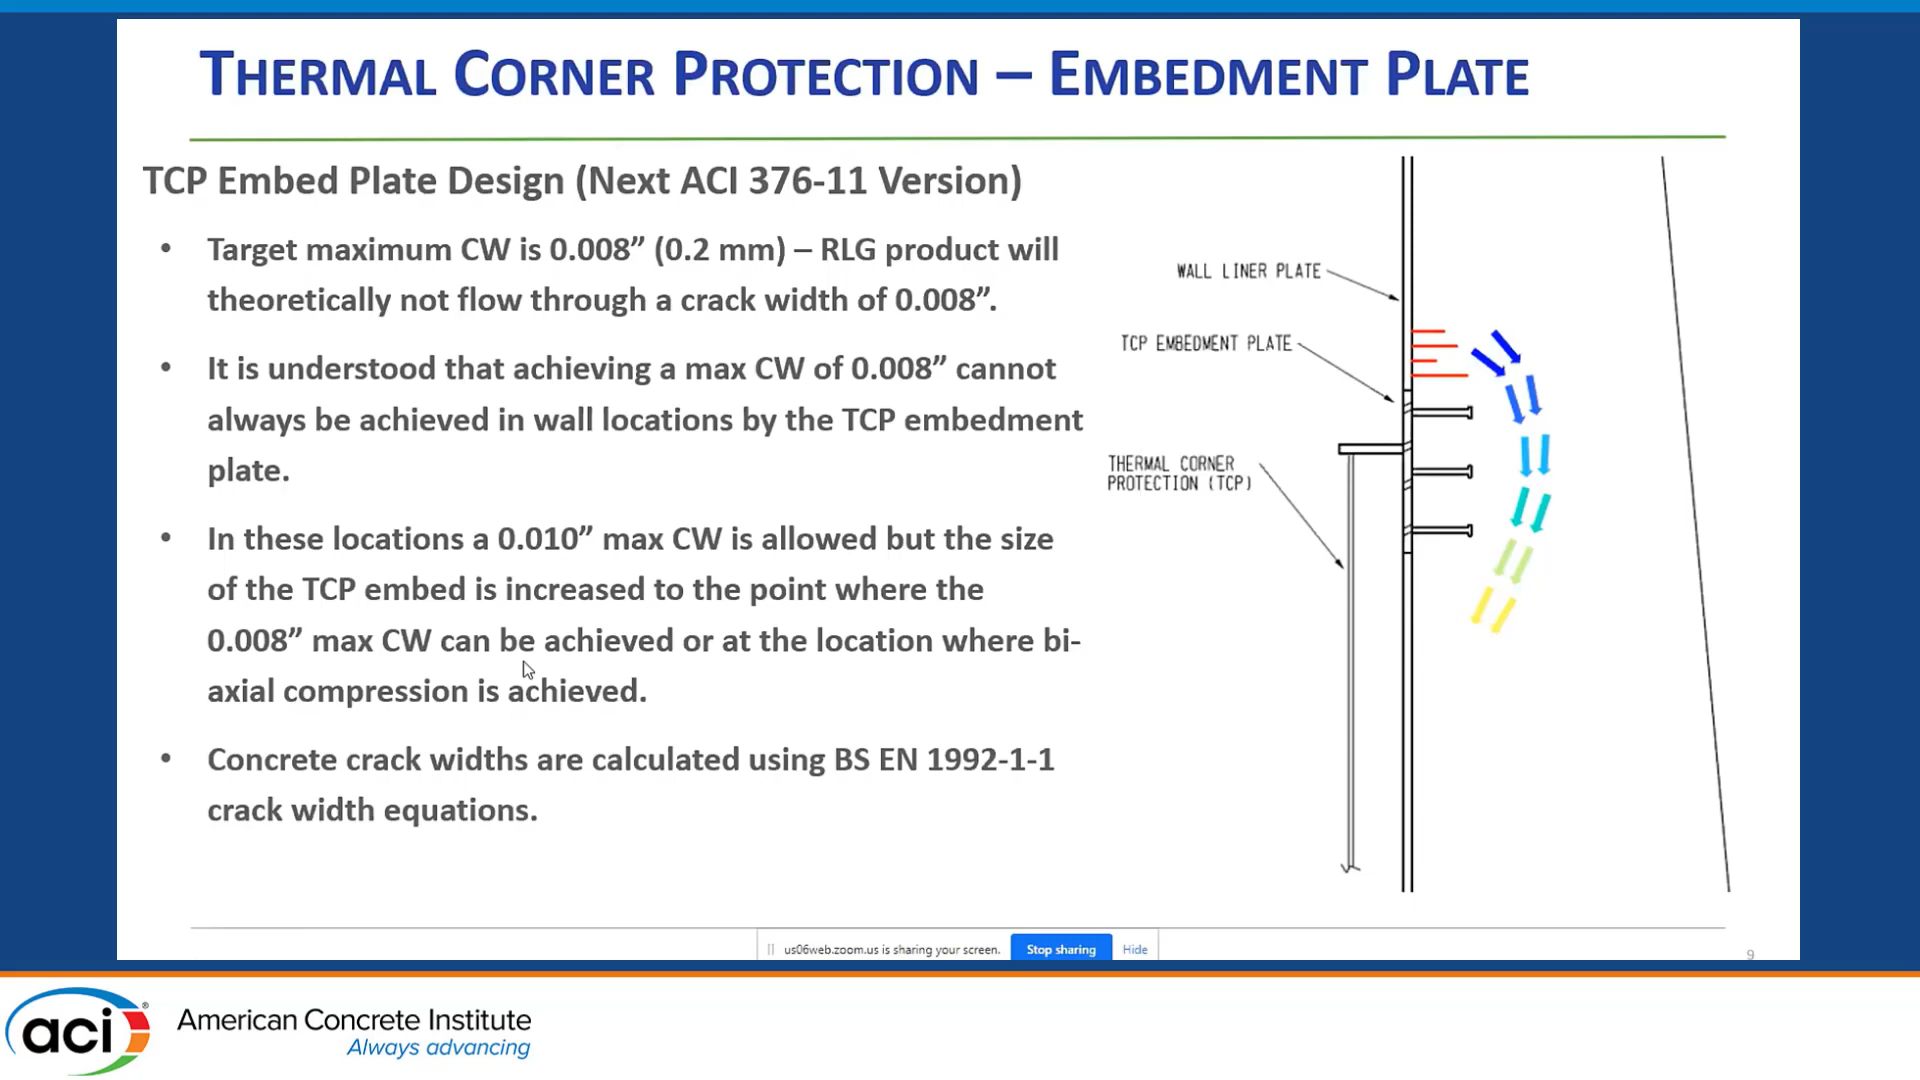 THERMAL CORNER PROTECTION – EMBEDMENT PLATE
TCP Embed Plate Design (Next ACI 376-11 Version)
• Target maximum CW is 0.008” (0.2 mm) – RLG product will
theoretically not flow through a crack width of 0.008”.
• It is understood that achieving a max CW of 0.008” cannot
always be achieved in wall locations by the TCP embedment
plate.
• In these locations a 0.010” max CW is allowed but the size
of the TCP embed is increased to the point where the
0.008” max CW can be achieved or at the location where bi-
axial compression is achieved.
• Concrete crack widths are calculated using BS EN 1992-1-1
crack width equations.
WALL LINER PLATE
TCP EMBEDMENT PLATE
THERMAL CORNER
PROTECTION (TCP)
us06web.zoom.us is sharing your screen. Stop sharing Hide
9
aci®
American Concrete Institute
Always advancing